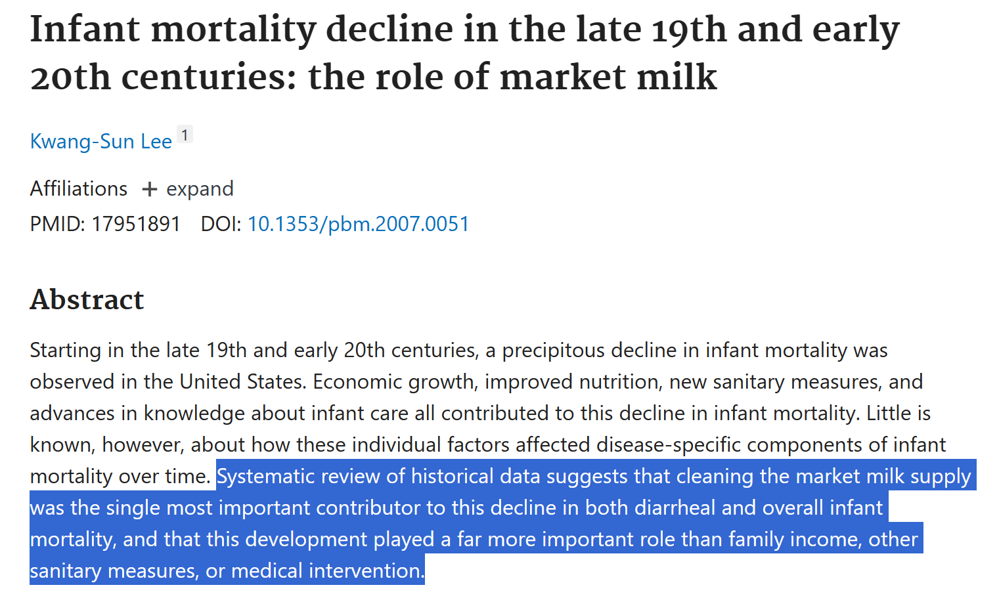 Infant mortality decline in the late 19th and early
20th centuries: the role of market milk
Kwang-Sun Lee 1
Affiliations + expand
PMID: 17951891 DOI: 10.1353/pbm.2007.0051
Abstract
Starting in the late 19th and early 20th centuries, a precipitous decline in infant mortality was
observed in the United States. Economic growth, improved nutrition, new sanitary measures, and
advances in knowledge about infant care all contributed to this decline in infant mortality. Little is
known, however, about how these individual factors affected disease-specific components of infant
mortality over time. Systematic review of historical data suggests that cleaning the market milk supply
was the single most important contributor to this decline in both diarrheal and overall infant
mortality, and that this development played a far more important role than family income, other
sanitary measures, or medical intervention.